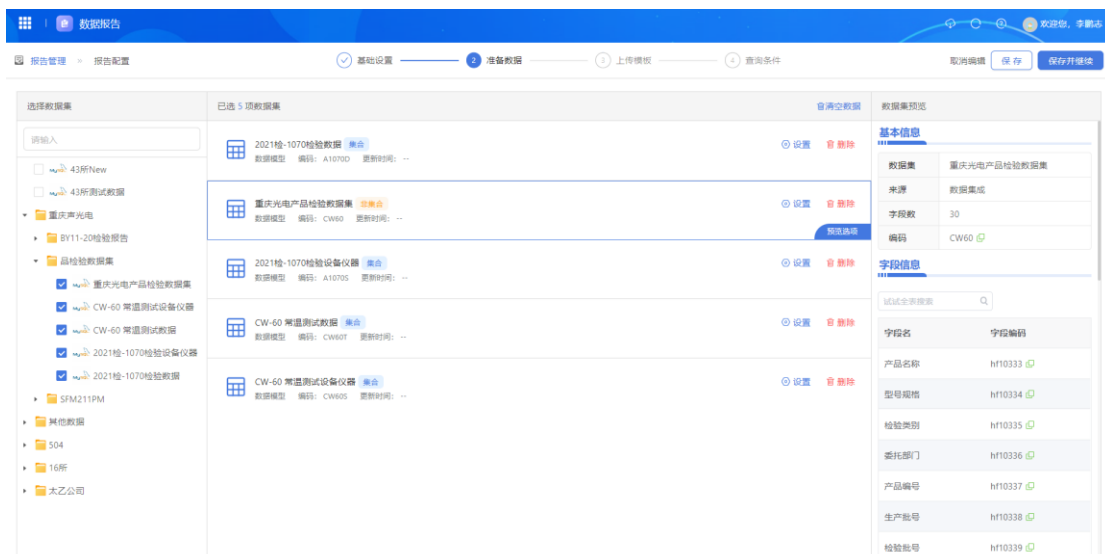 数据报告
欢迎您，李鹏志
报告管理 > 报告配置
基础设置
2 准备数据
3 上传模板
4 查询条件
取消编辑
保存
保存并继续
选择数据集
请输入
43所New
43所测试数据
重庆声光电
BY11-20检验报告
品检验数据集
重庆光电产品检验数据集
CW-60 常温测试设备仪器
CW-60 常温测试数据
2021检-1070检验设备仪器
2021检-1070检验数据
SFM211PM
其他数据
504
16所
太乙公司
已选 5 项数据集
清空数据
2021检-1070检验数据 集合
数据模型 编码：A1070D 更新时间：--
设置 删除
重庆光电产品检验数据集 非集合
数据模型 编码：CW60 更新时间：--
设置 删除
预览选项
2021检-1070检验设备仪器 集合
数据模型 编码：A1070S 更新时间：--
设置 删除
CW-60 常温测试数据 集合
数据模型 编码：CW60T 更新时间：--
设置 删除
CW-60 常温测试设备仪器 集合
数据模型 编码：CW60S 更新时间：--
设置 删除
数据集预览
基本信息
数据集 重庆光电产品检验数据集
来源 数据集成
字段数 30
编码 CW60
字段信息
试试全表搜索
字段名 字段编码
产品名称 hf10333
型号规格 hf10334
检验类别 hf10335
委托部门 hf10336
产品编号 hf10337
生产批号 hf10338
检验批号 hf10339